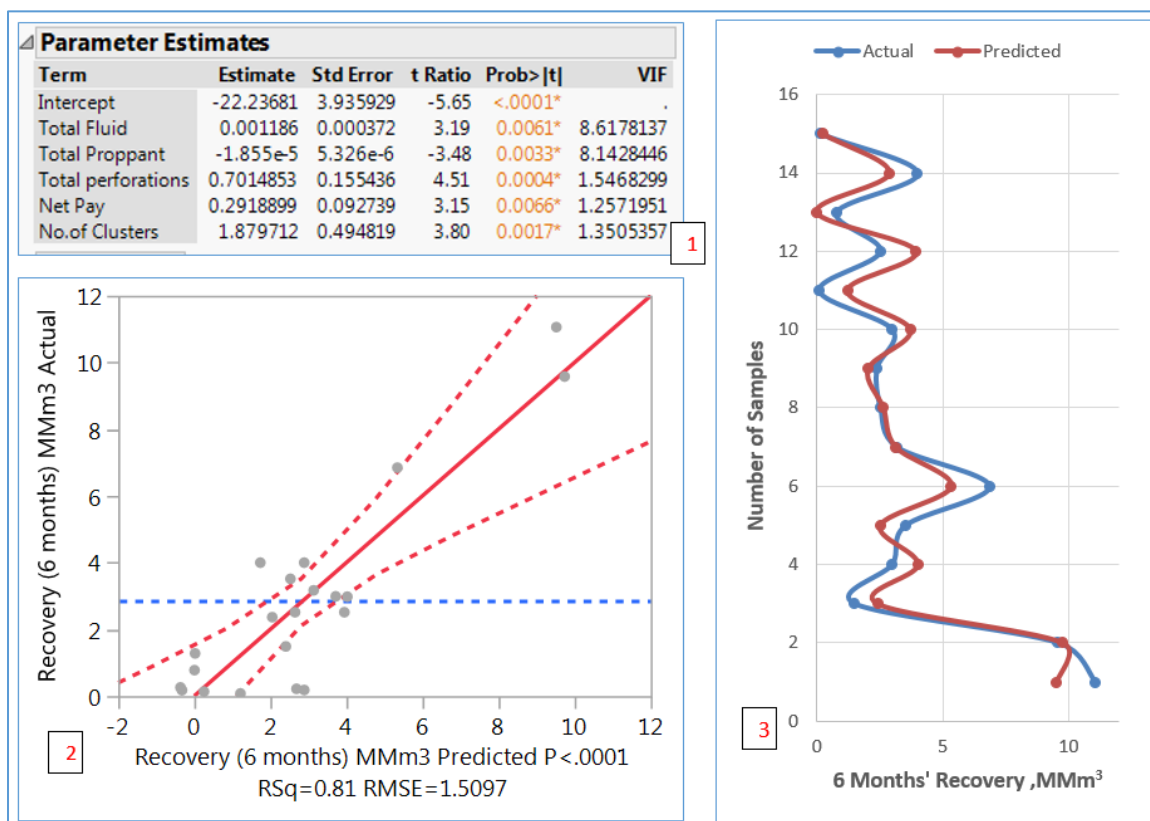 Parameter Estimates
Term Estimate Std Error t Ratio Prob>|t| VIF
Intercept -22.23681 3.935929 -5.65 <.0001* .
Total Fluid 0.001186 0.000372 3.19 0.0061* 8.6178137
Total Proppant -1.855e-5 5.326e-6 -3.48 0.0033* 8.1428446
Total perforations 0.7014853 0.155436 4.51 0.0004* 1.5468299
Net Pay 0.2918899 0.092739 3.15 0.0066* 1.2571951
No.of Clusters 1.879712 0.494819 3.80 0.0017* 1.3505357
1
Recovery (6 months) MMm3 Actual
12
10
8
6
4
2
0
-2 0 2 4 6 8 10 12
2
Recovery (6 months) MMm3 Predicted P<.0001
RSq=0.81 RMSE=1.5097
Actual Predicted
Number of Samples
16
14
12
10
8
6
4
2
0
0 5 10
3
6 Months' Recovery ,MMm³